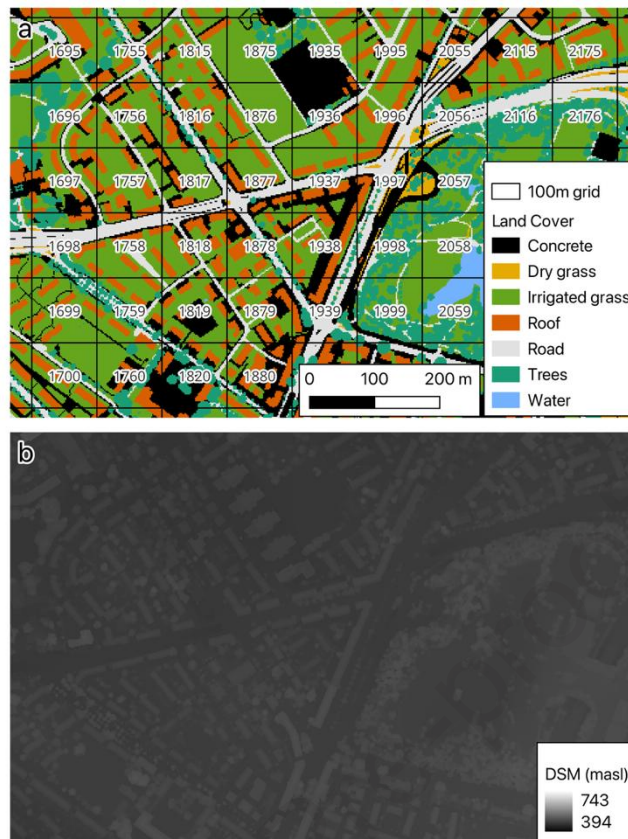 a
1695 1755 1815 1875 1935 1995 2055 2115 2175
1696 1756 1816 1876 1936 1996 2056 2116 2176
1697 1757 1817 1877 1937 1997 2057
1698 1758 1818 1878 1938 1998 2058
1699 1759 1819 1879 1939 1999 2059
1700 1760 1820 1880
100m grid
Land Cover
Concrete
Dry grass
Irrigated grass
Roof
Road
Trees
Water
0 100 200 m
b
DSM (masl)
743
394